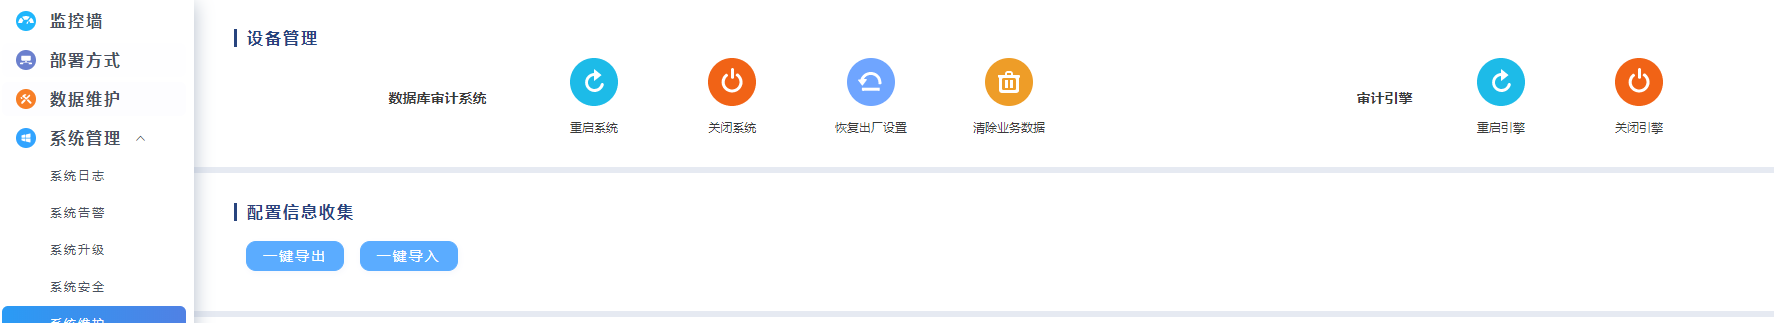 监控墙
部署方式
数据维护
系统管理
系统日志
系统告警
系统升级
系统安全
系统维护
设备管理
数据库审计系统
重启系统
关闭系统
恢复出厂设置
清除业务数据
审计引擎
重启引擎
关闭引擎
配置信息收集
一键导出
一键导入